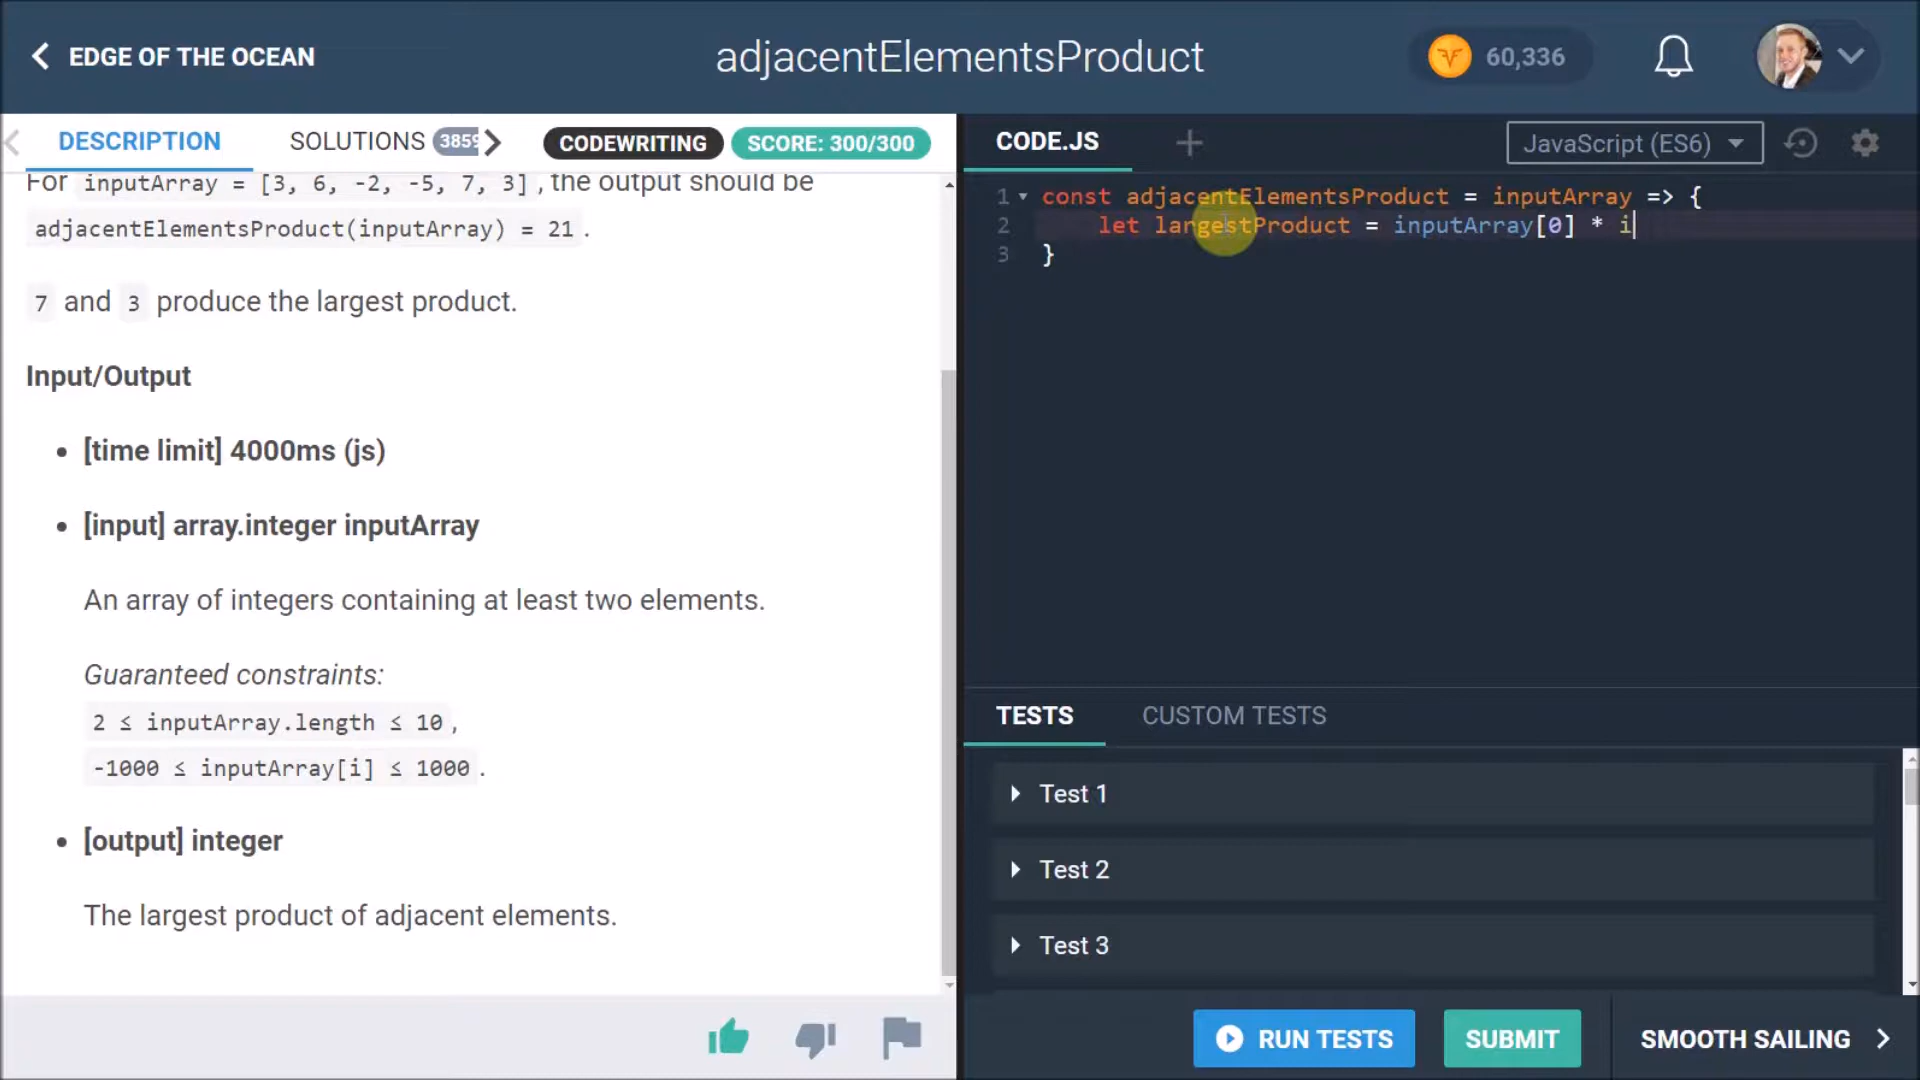 EDGE OF THE OCEAN
adjacentElementsProduct
60,336
DESCRIPTION
SOLUTIONS 3859
CODEWRITING
SCORE: 300/300
For inputArray = [3, 6, -2, -5, 7, 3], the output should be
adjacentElementsProduct(inputArray) = 21.
7 and 3 produce the largest product.
Input/Output
• [time limit] 4000ms (js)
• [input] array.integer inputArray
An array of integers containing at least two elements.
Guaranteed constraints:
2 ≤ inputArray.length ≤ 10,
-1000 ≤ inputArray[i] ≤ 1000.
• [output] integer
The largest product of adjacent elements.
CODE.JS
JavaScript (ES6)
1 const adjacentElementsProduct = inputArray => {
2 let largestProduct = inputArray[0] * i
3 }
TESTS
CUSTOM TESTS
Test 1
Test 2
Test 3
RUN TESTS
SUBMIT
SMOOTH SAILING